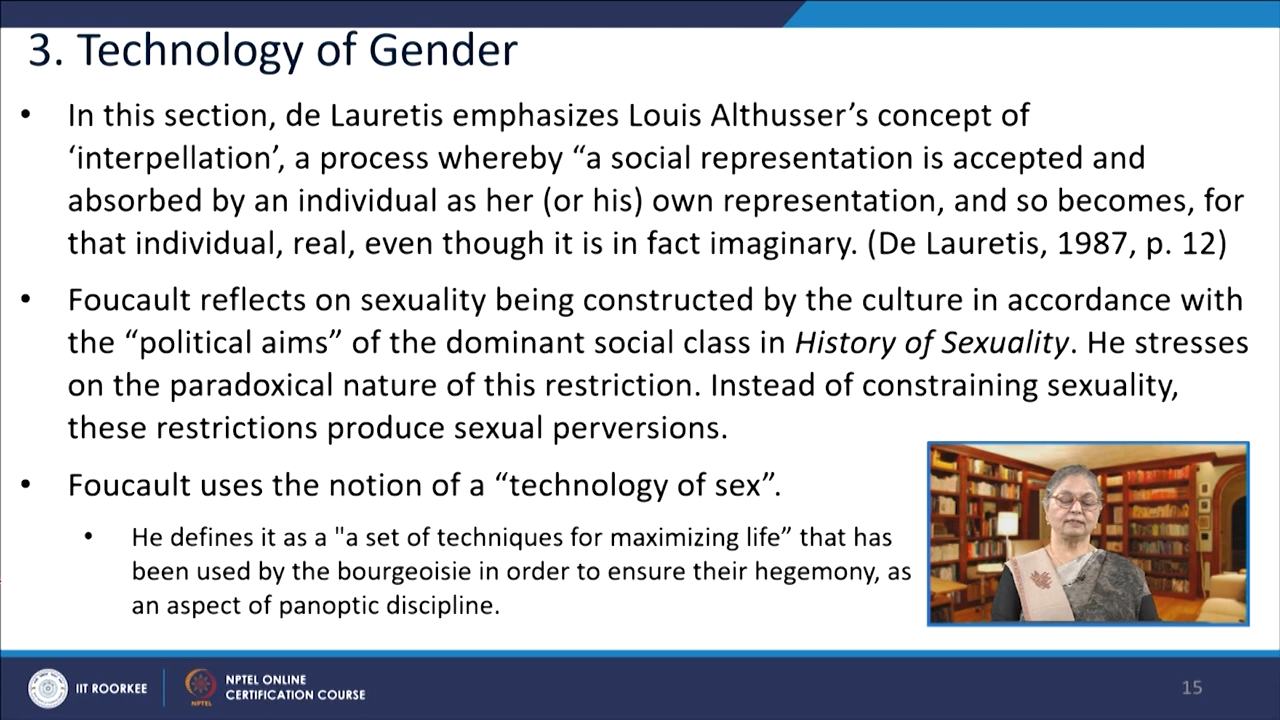 3. Technology of Gender
• In this section, de Lauretis emphasizes Louis Althusser’s concept of
‘interpellation’, a process whereby “a social representation is accepted and
absorbed by an individual as her (or his) own representation, and so becomes, for
that individual, real, even though it is in fact imaginary. (De Lauretis, 1987, p. 12)
• Foucault reflects on sexuality being constructed by the culture in accordance with
the “political aims” of the dominant social class in History of Sexuality. He stresses
on the paradoxical nature of this restriction. Instead of constraining sexuality,
these restrictions produce sexual perversions.
• Foucault uses the notion of a “technology of sex”.
• He defines it as a "a set of techniques for maximizing life” that has
been used by the bourgeoisie in order to ensure their hegemony, as
an aspect of panoptic discipline.
IIT ROORKEE
NPTEL
NPTEL ONLINE
CERTIFICATION COURSE
15